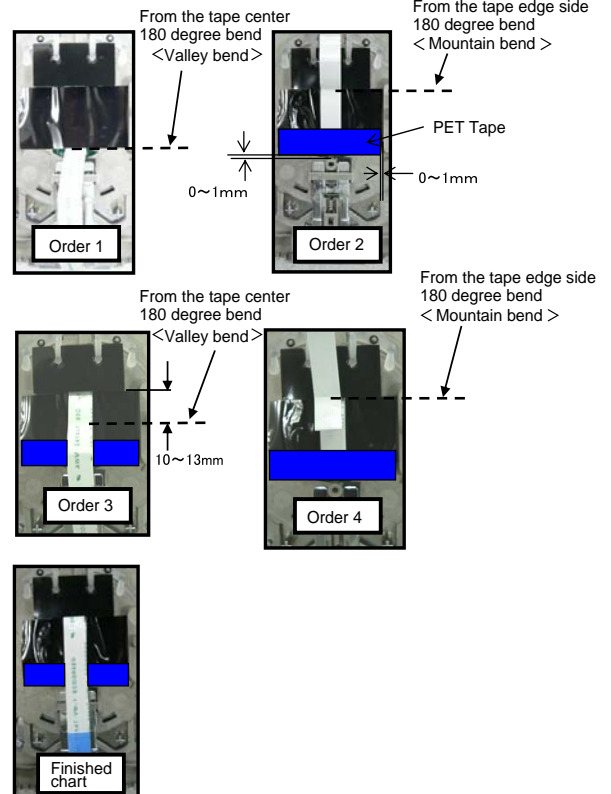 From the tape center
180 degree bend
<Valley bend>
Order 1
From the tape edge side
180 degree bend
< Mountain bend >
PET Tape
0～1mm
0～1mm
Order 2
From the tape center
180 degree bend
<Valley bend>
10～13mm
Order 3
From the tape edge side
180 degree bend
< Mountain bend >
Order 4
Finished
chart